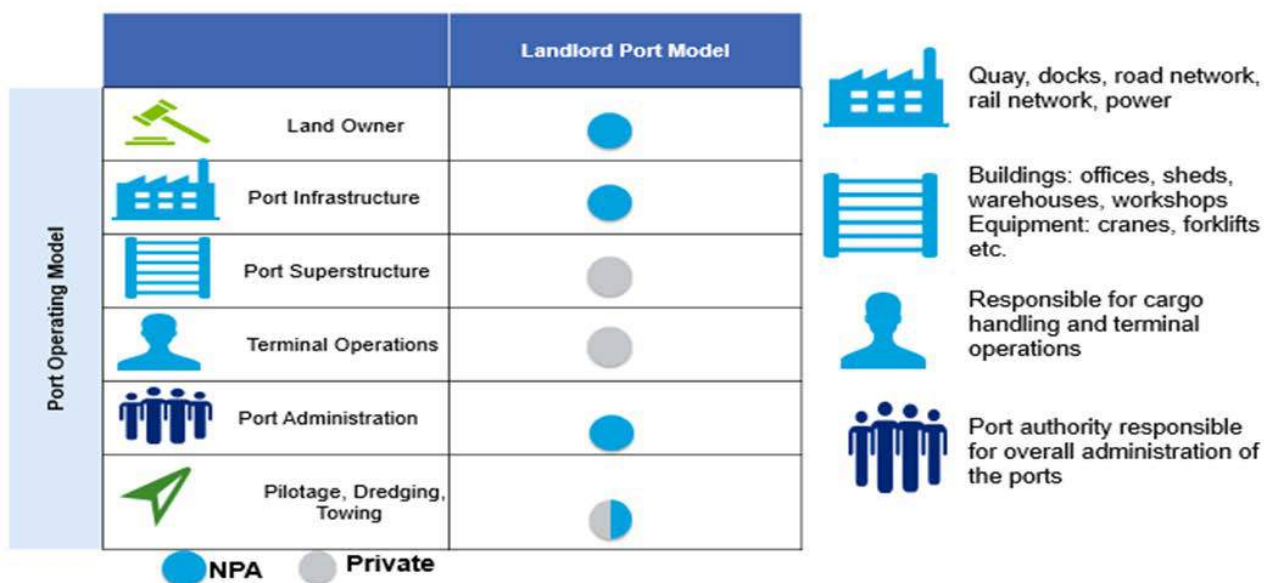 Landlord Port Model
Port Operating Model
Land Owner
Port Infrastructure
Port Superstructure
Terminal Operations
Port Administration
Pilotage, Dredging,
Towing
NPA
Private
Quay, docks, road network,
rail network, power
Buildings: offices, sheds,
warehouses, workshops
Equipment: cranes, forklifts
etc.
Responsible for cargo
handling and terminal
operations
Port authority responsible
for overall administration of
the ports